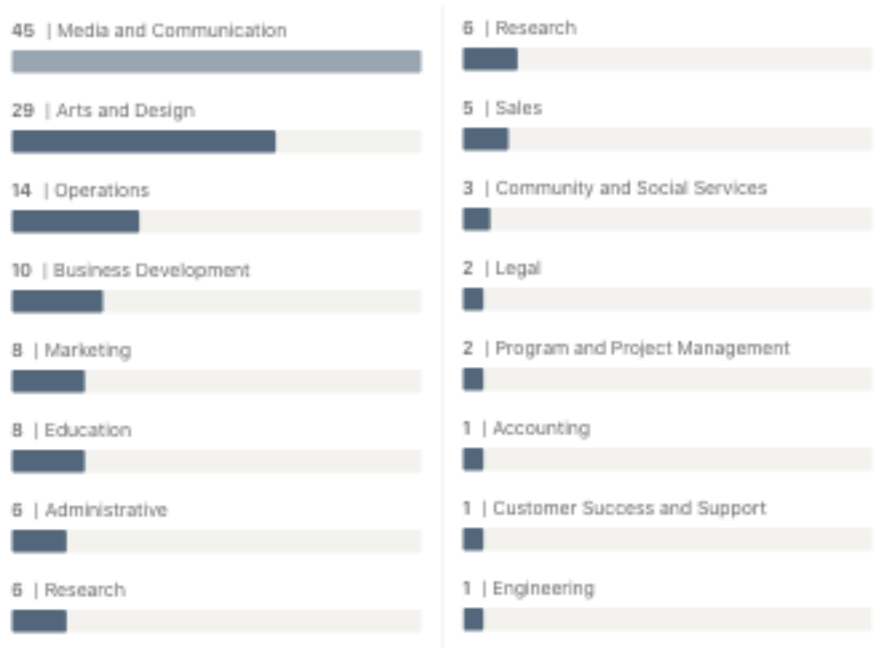 45 | Media and Communication
29 | Arts and Design
14 | Operations
10 | Business Development
8 | Marketing
8 | Education
6 | Administrative
6 | Research
6 | Research
5 | Sales
3 | Community and Social Services
2 | Legal
2 | Program and Project Management
1 | Accounting
1 | Customer Success and Support
1 | Engineering